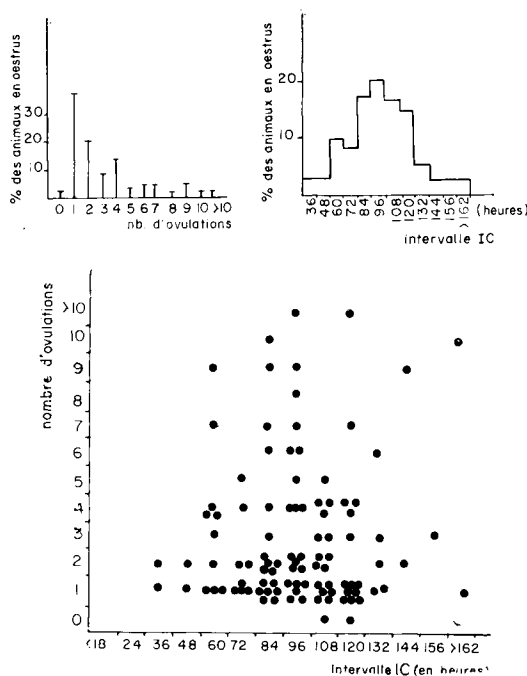 % des animaux en oestrus
30
20
10
0 1 2 3 4 5 6 7 8 9 10 >10
nb. d'ovulations
% des animaux en oestrus
20
10
36 48 60 72 84 96 108 120 132 144 156 >162 (heures)
intervalle IC
nombre d'ovulations
>10
10
9
8
7
6
5
4
3
2
1
0
<18 24 36 48 60 72 84 96 108 120 132 144 156 >162
Intervalle IC (en heures)